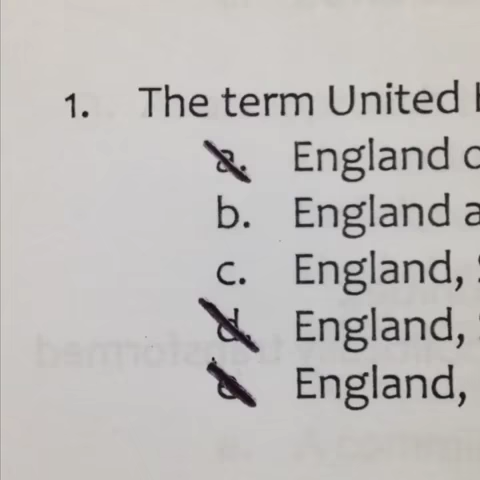 1. The term United
a. England
b. England
c. England,
d. England,
e. England,